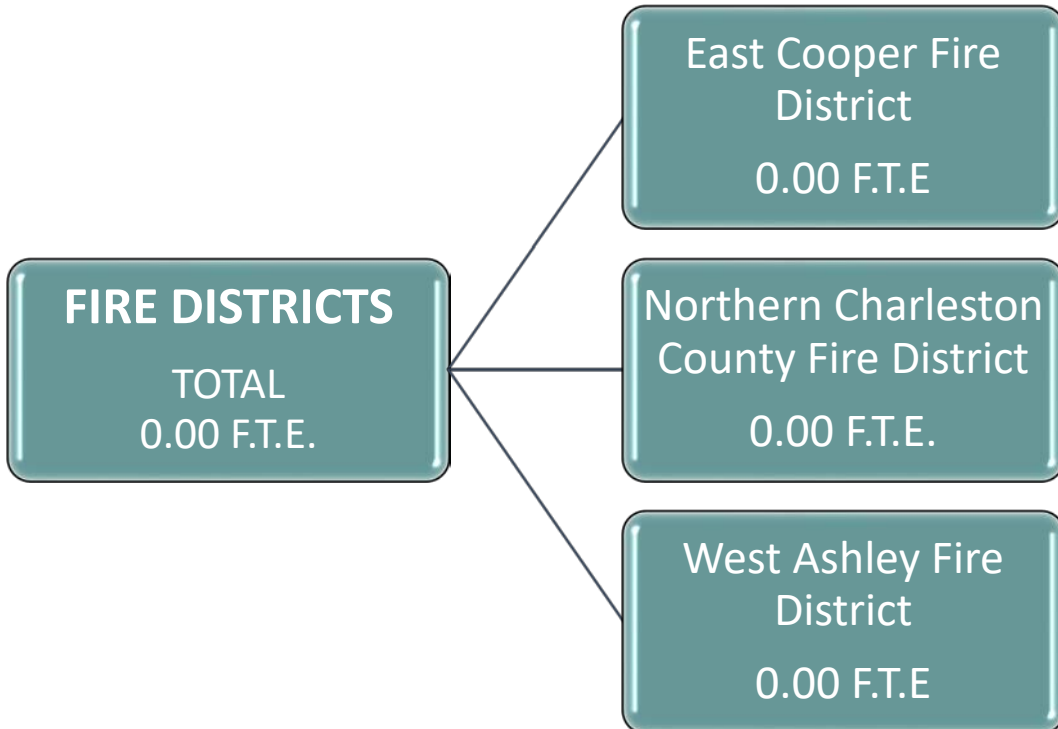 FIRE DISTRICTS
TOTAL
0.00 F.T.E.
East Cooper Fire
District
0.00 F.T.E
Northern Charleston
County Fire District
0.00 F.T.E.
West Ashley Fire
District
0.00 F.T.E